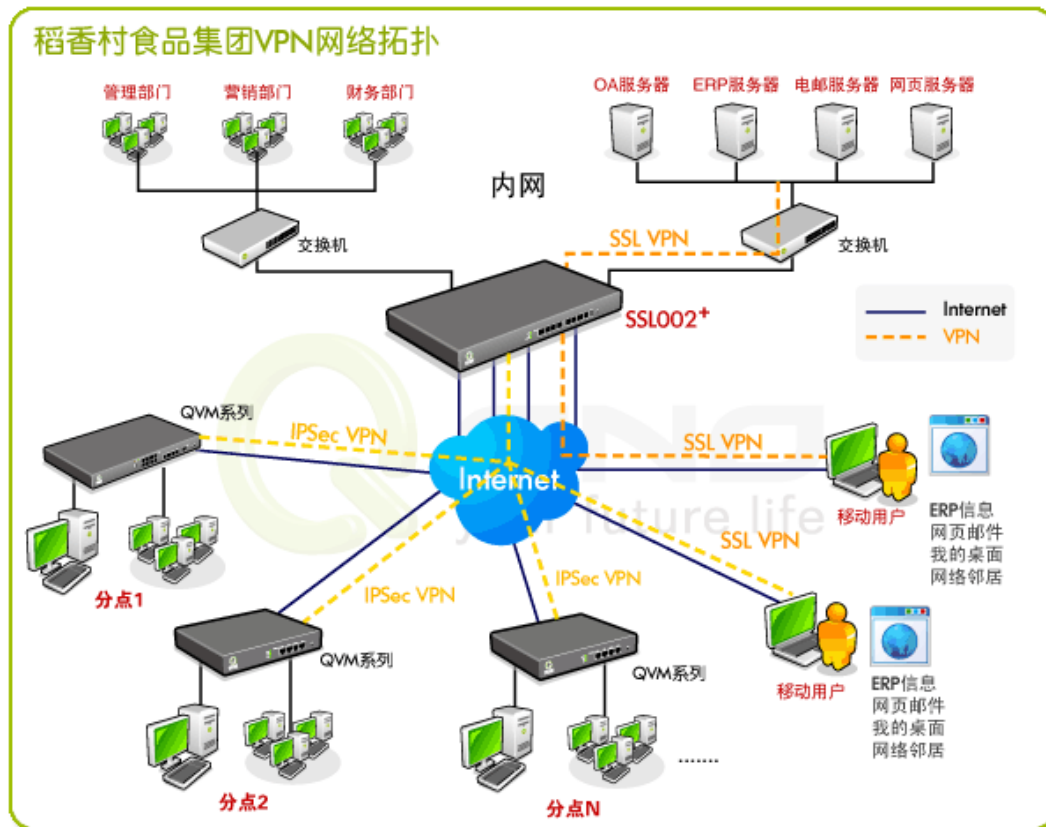 稻香村食品集团VPN网络拓扑
管理部门
营销部门
财务部门
OA服务器
ERP服务器
电邮服务器
网页服务器
内网
交换机
SSL VPN
交换机
SSL002+
Internet
VPN
QVM系列
IPSec VPN
SSL VPN
Internet
your future life
移动用户
ERP信息
网页邮件
我的桌面
网络邻居
SSL VPN
分点1
IPSec VPN
IPSec VPN
QVM系列
QVM系列
移动用户
ERP信息
网页邮件
我的桌面
网络邻居
.......
分点2
分点N